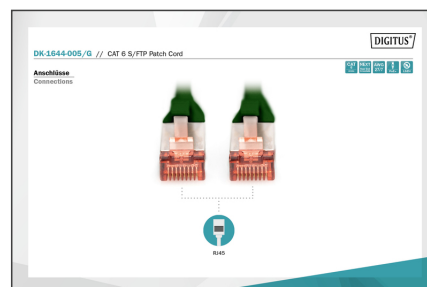 DIGITUS®
DK-1644-005/G // CAT 6 S/FTP Patch Cord
Anschlüsse
Connections
RJ45